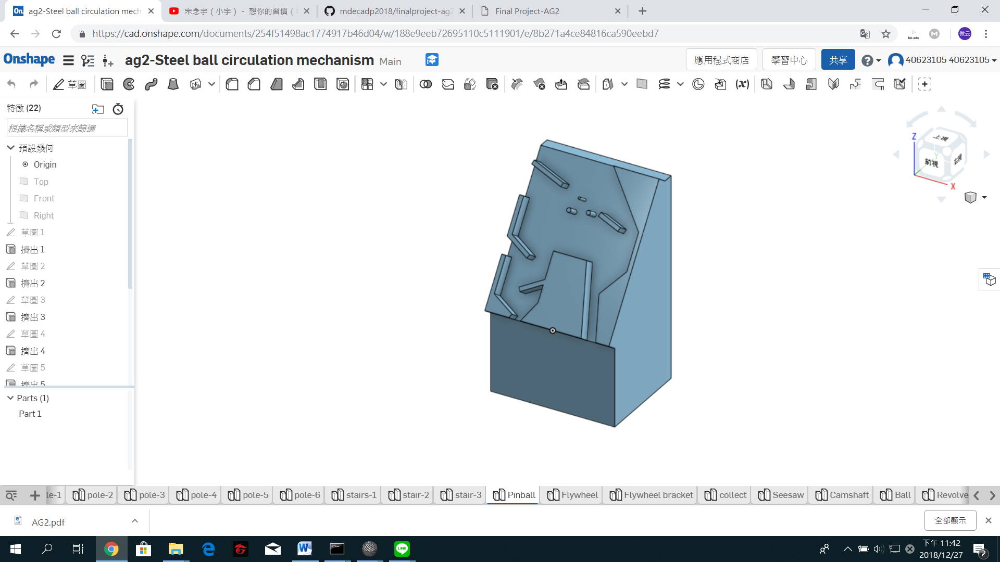 ag2-Steel ball circulation mech
宋念宇 ( 小宇 ) - 想你的習慣 (
mdecadp2018/finalproject-ag2
Final Project-AG2
https://cad.onshape.com/documents/254f51498ac1774917b46d04/w/188e9eeb72695110c5111901/e/8b271a4ce84816ca590eebd7
No ads
M
微云
Onshape
ag2-Steel ball circulation mechanism
Main
應用程式商店
學習中心
共享
40623105 40623105
草圖
(x)
特徵 (22)
根據名稱或類型來篩選
預設幾何
Origin
Top
Front
Right
草圖 1
擠出 1
草圖 2
擠出 2
草圖 3
擠出 3
草圖 4
擠出 4
草圖 5
擠出 5
Parts (1)
Part 1
Z
上視
Y
前視
右視
X
le-1
pole-2
pole-3
pole-4
pole-5
pole-6
stairs-1
stair-2
stair-3
Pinball
Flywheel
Flywheel bracket
collect
Seesaw
Camshaft
Ball
Revolve
AG2.pdf
全部顯示
LINE
下午 11:42
2018/12/27
2